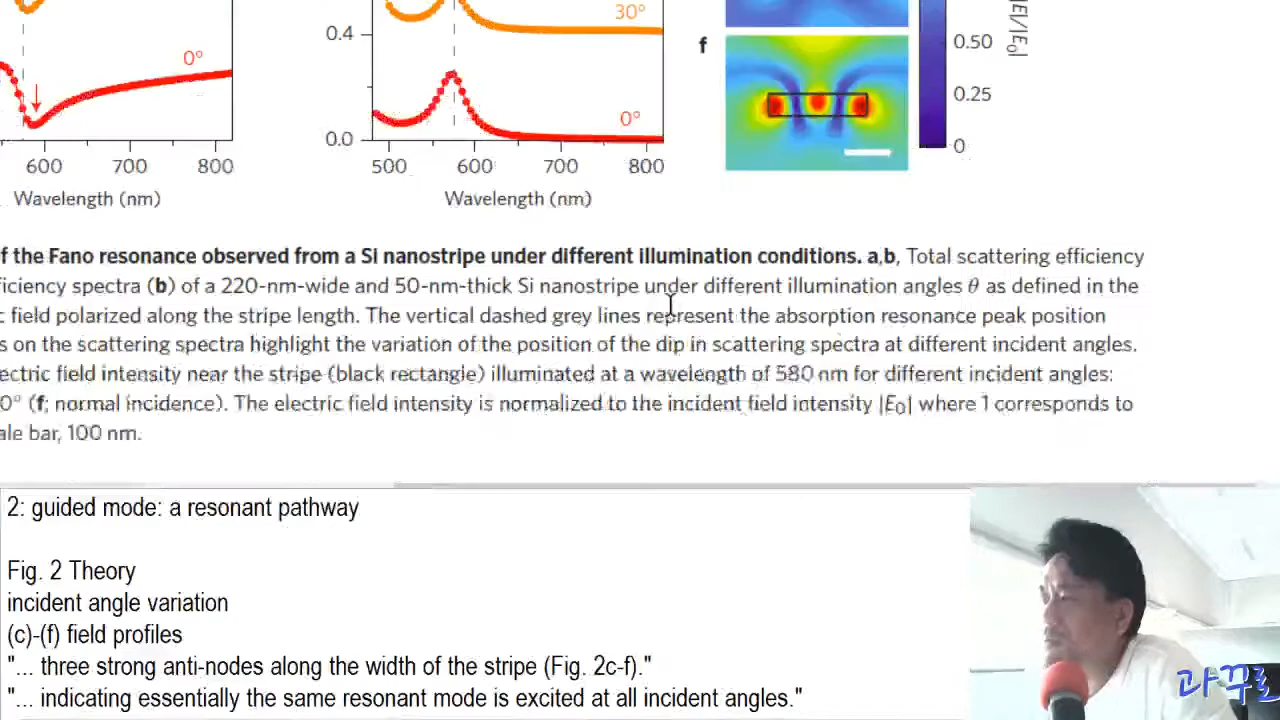 30°
0.4
0°
0°
0.0
600
700
800
500
600
700
800
Wavelength (nm)
Wavelength (nm)
f
|E|/|E0|
0.50
0.25
0
f the Fano resonance observed from a Si nanostripe under different illumination conditions. a,b, Total scattering efficiency
ficiency spectra (b) of a 220-nm-wide and 50-nm-thick Si nanostripe under different illumination angles θ as defined in the
c field polarized along the stripe length. The vertical dashed grey lines represent the absorption resonance peak position
s on the scattering spectra highlight the variation of the position of the dip in scattering spectra at different incident angles.
ectric field intensity near the stripe (black rectangle) illuminated at a wavelength of 580 nm for different incident angles:
0° (f; normal incidence). The electric field intensity is normalized to the incident field intensity |E0| where 1 corresponds to
ale bar, 100 nm.
2: guided mode: a resonant pathway
Fig. 2 Theory
incident angle variation
(c)-(f) field profiles
"... three strong anti-nodes along the width of the stripe (Fig. 2c-f)."
"... indicating essentially the same resonant mode is excited at all incident angles."
과꾸로